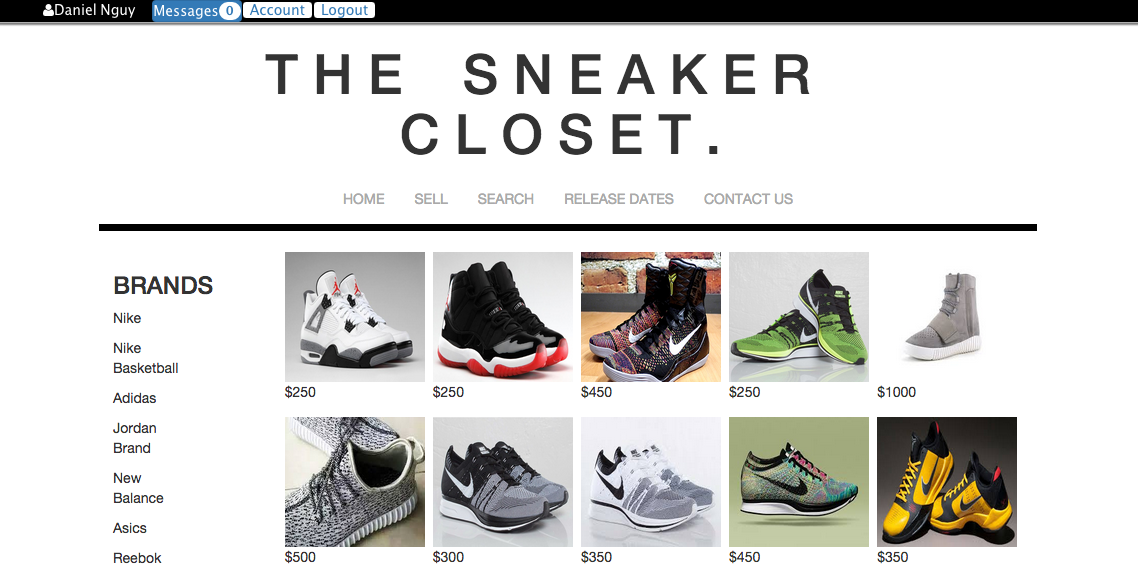 Daniel Nguy Messages 0 Account Logout
THE SNEAKER
CLOSET.
HOME SELL SEARCH RELEASE DATES CONTACT US
BRANDS
Nike
Nike
Basketball
Adidas
Jordan
Brand
New
Balance
Asics
Reebok
$250 $250 $450 $250 $1000
$500 $300 $350 $450 $350